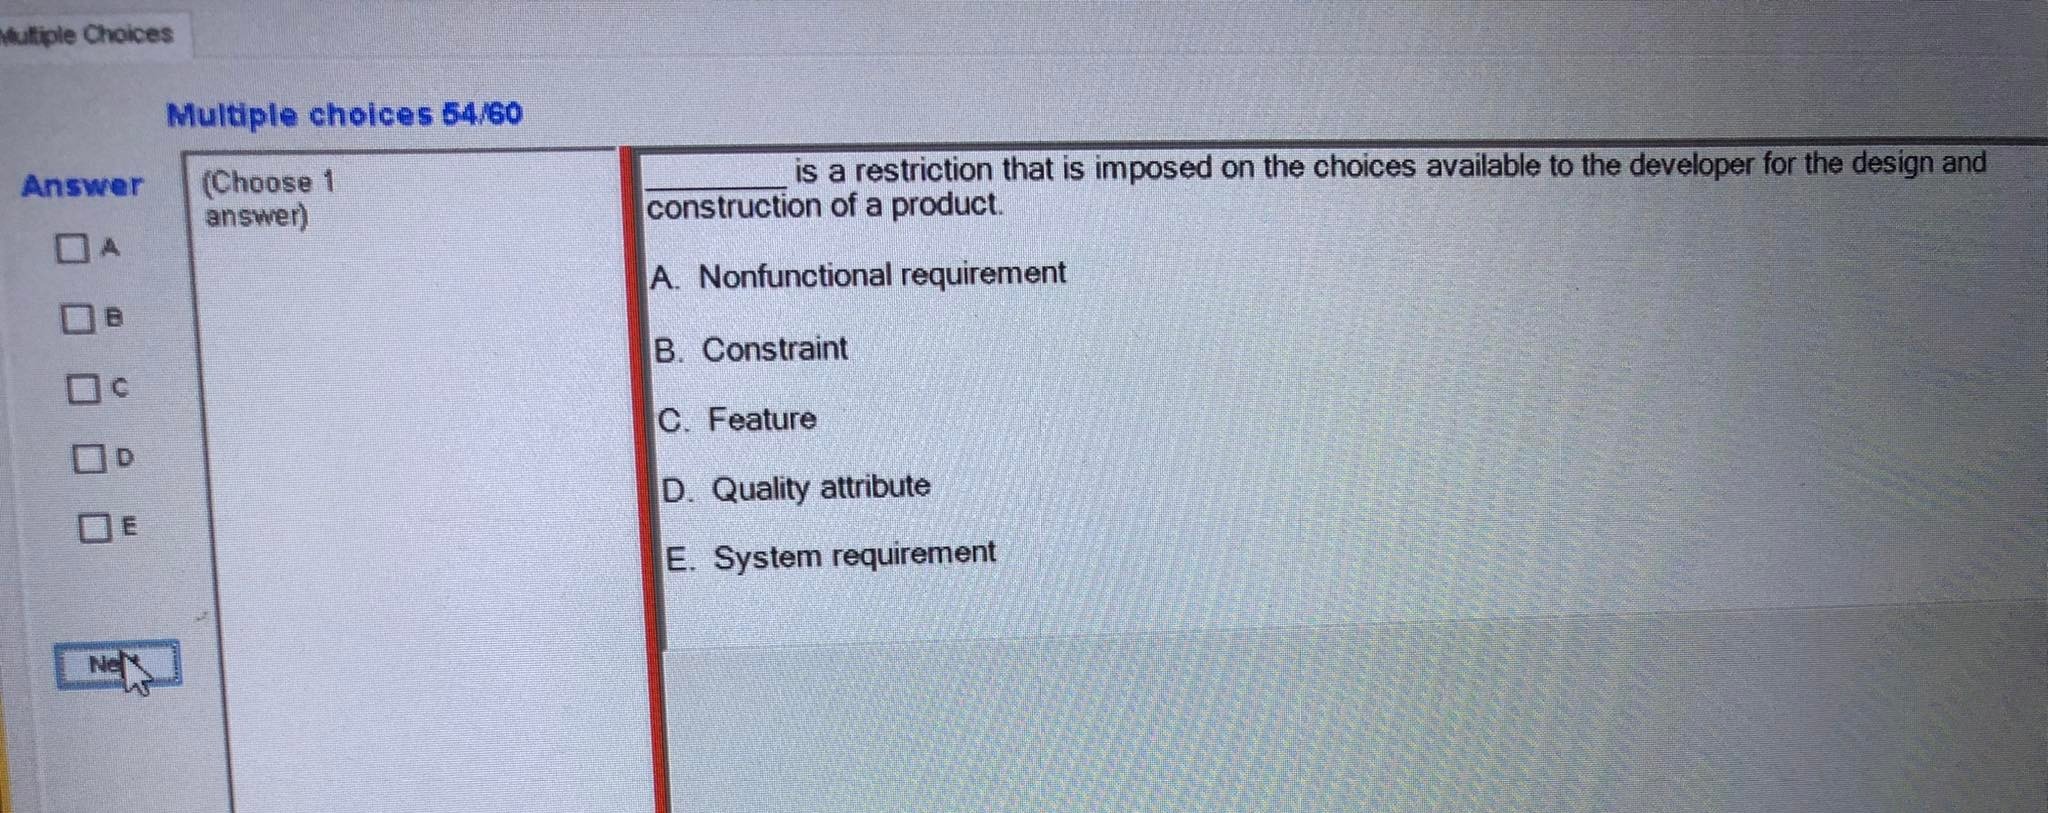 Multiple Choices
Multiple choices 54/60
Answer
A
B
C
D
E
(Choose 1
answer)
________ is a restriction that is imposed on the choices available to the developer for the design and
construction of a product.
A. Nonfunctional requirement
B. Constraint
C. Feature
D. Quality attribute
E. System requirement